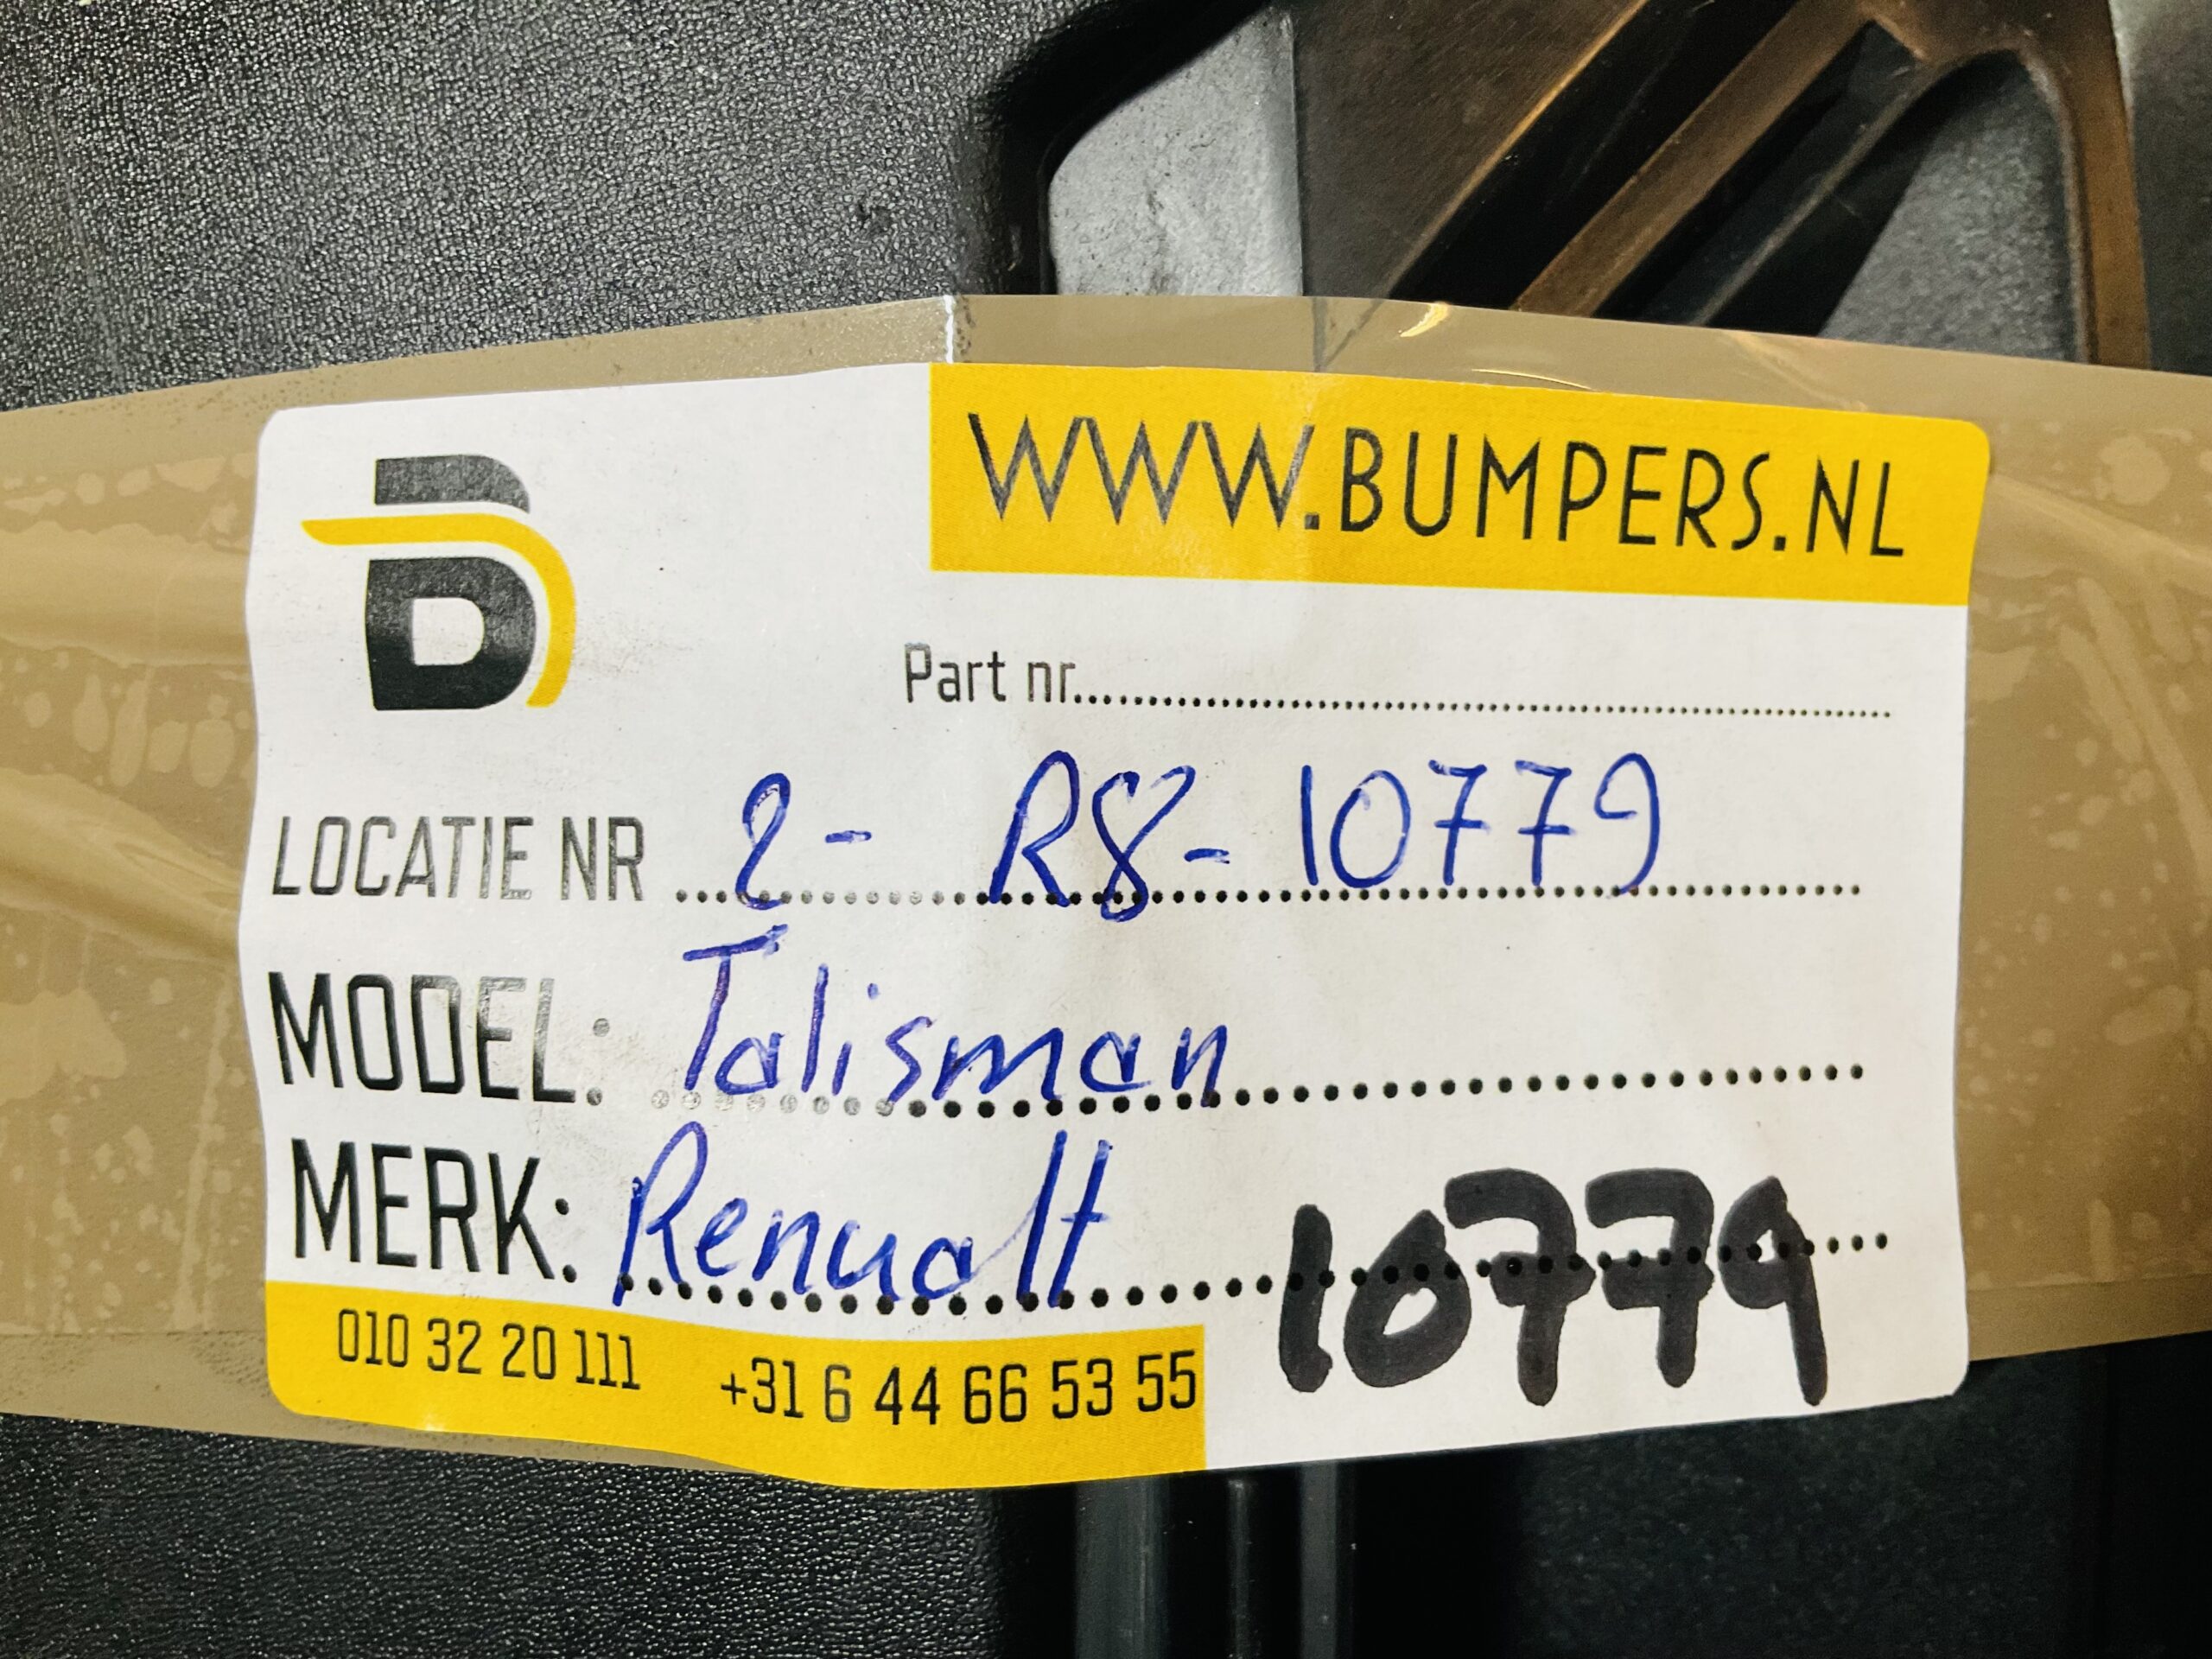 B
WWW.BUMPERS.NL
Part nr...............................................................
LOCATIE NR 2- R8-10779
MODEL: Talisman
MERK: Renualt
10779
010 32 20 111 +31 6 44 66 53 55